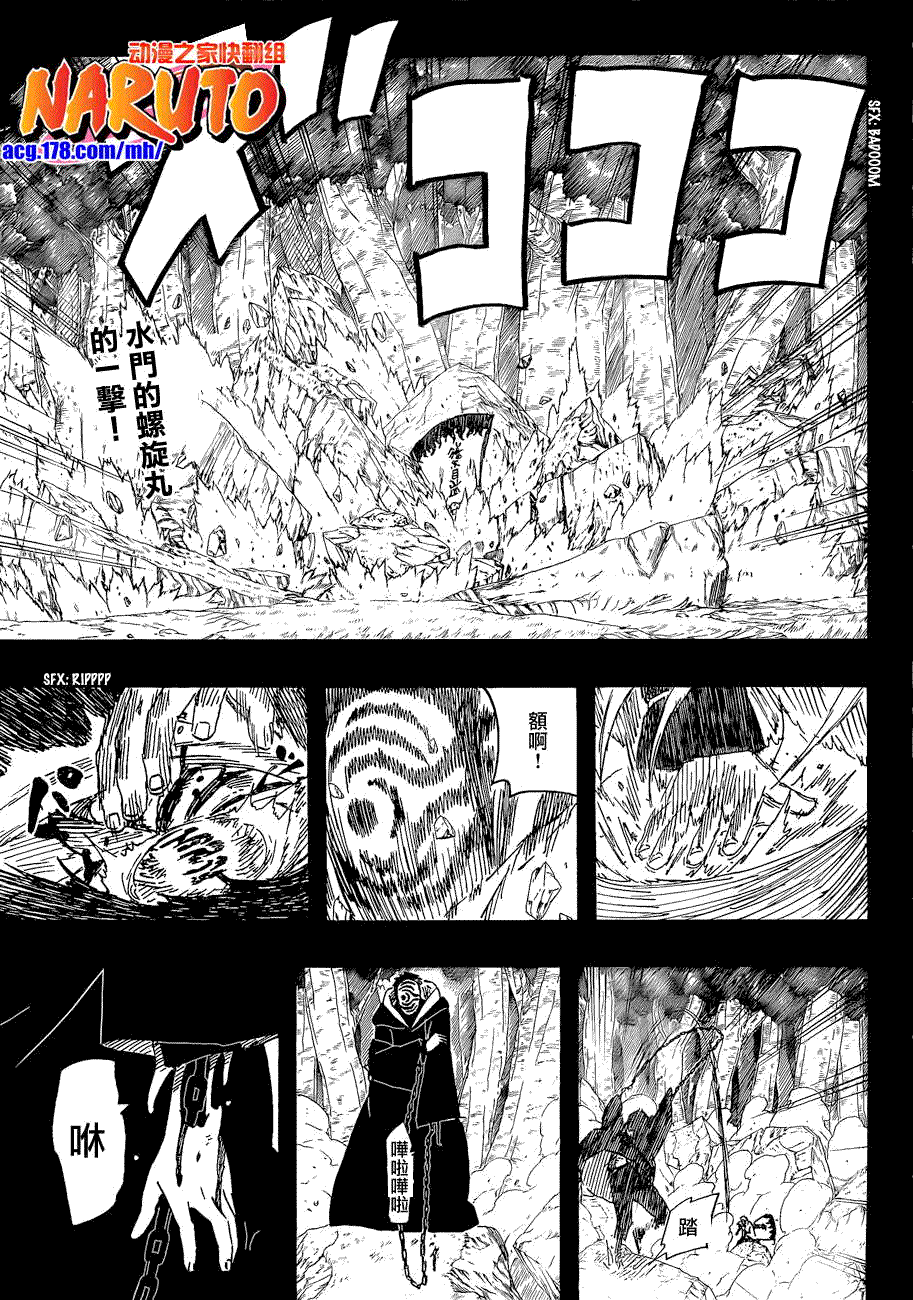 动漫之家快翻组
NARUTO
acg.178.com/mh/
SFX: BAPOOOM
ゴゴゴ
水門的螺旋丸
的一擊！
SFX: RIPPPP
額啊！
踏
嘩啦嘩啦
咻